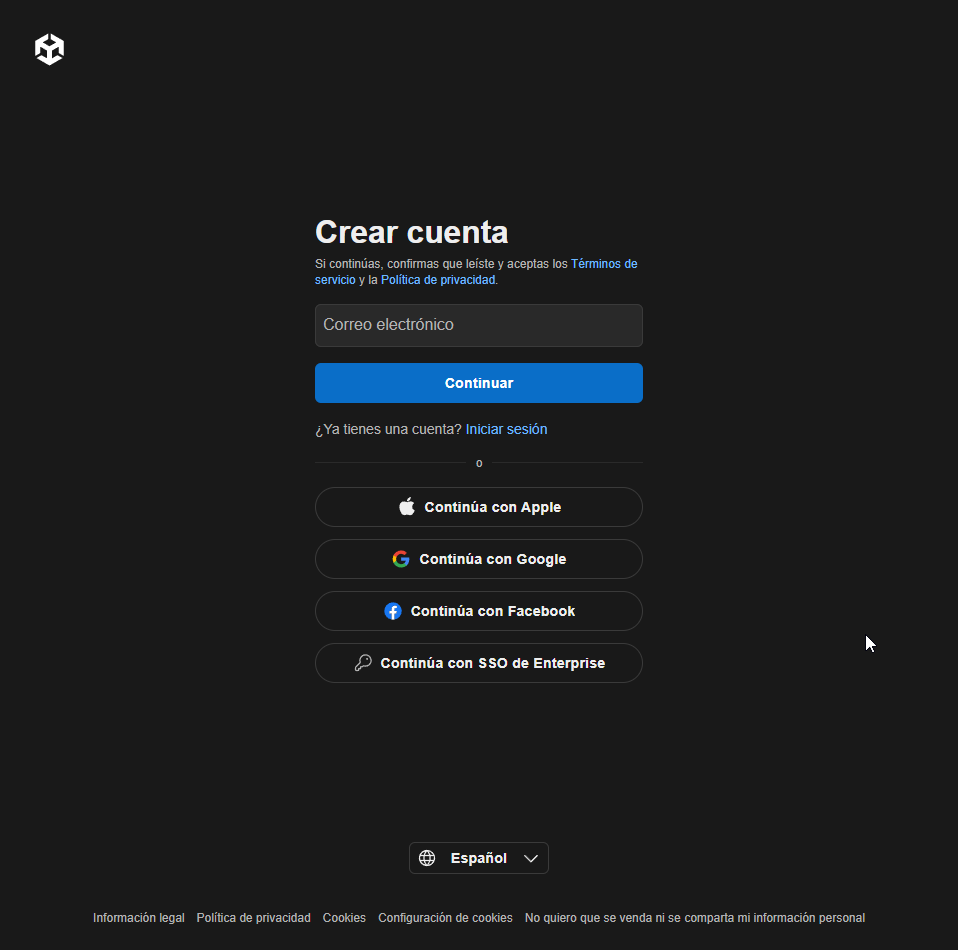 Crear cuenta
Si continúas, confirmas que leíste y aceptas los Términos de
servicio y la Política de privacidad.
Correo electrónico
Continuar
¿Ya tienes una cuenta? Iniciar sesión
o
Continúa con Apple
Continúa con Google
Continúa con Facebook
Continúa con SSO de Enterprise
Español
Información legal Política de privacidad Cookies Configuración de cookies No quiero que se venda ni se comparta mi información personal